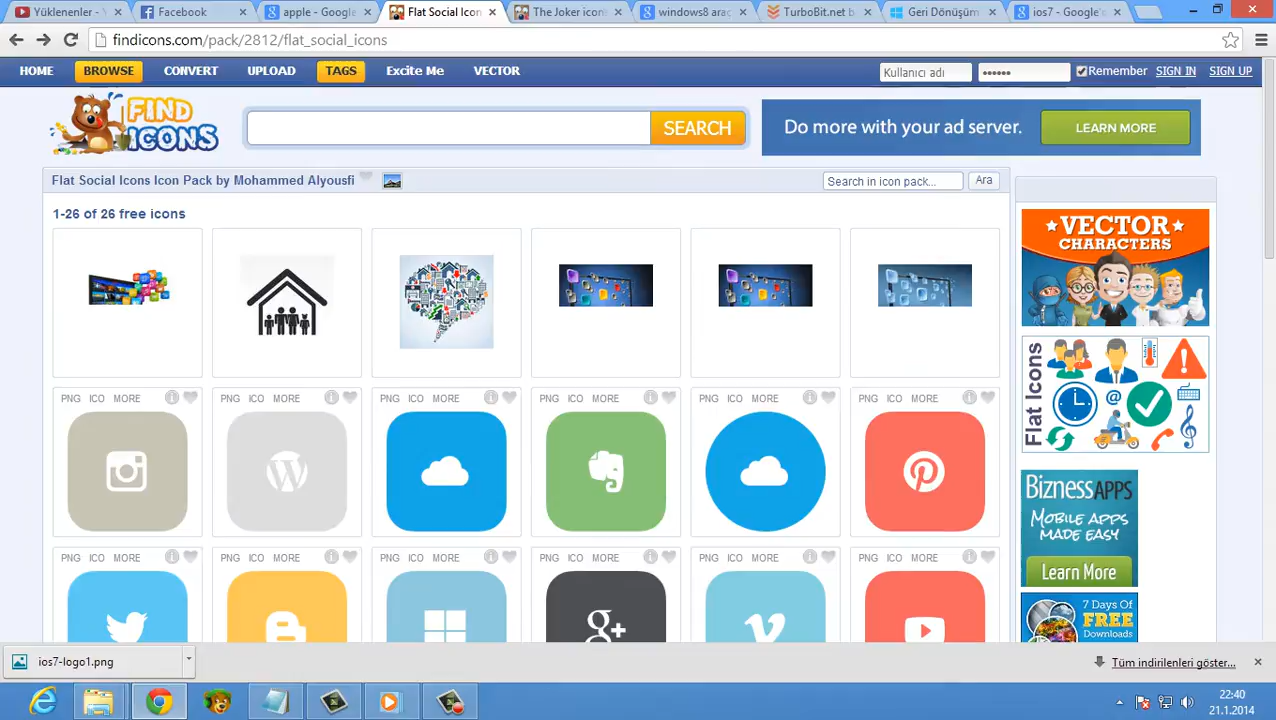 Yüklenenler -
Facebook
apple - Google
Flat Social Icon
The Joker icon
windows8 araç
TurboBit.net b
Geri Dönüşüm
ios7 - Google'
findicons.com/pack/2812/flat_social_icons
HOME BROWSE CONVERT UPLOAD TAGS Excite Me VECTOR
Kullanıcı adı •••••• Remember SIGN IN SIGN UP
FIND
ICONS
SEARCH
Do more with your ad server. LEARN MORE
Flat Social Icons Icon Pack by Mohammed Alyousfi
Search in icon pack... Ara
1-26 of 26 free icons
VECTOR
CHARACTERS
Flat Icons
PNG ICO MORE
PNG ICO MORE
PNG ICO MORE
PNG ICO MORE
PNG ICO MORE
PNG ICO MORE
BiznessAPPS
MOBILE APPS
MADE EASY
Learn More
PNG ICO MORE
PNG ICO MORE
PNG ICO MORE
PNG ICO MORE
PNG ICO MORE
PNG ICO MORE
g+
7 Days Of
FREE
Downloads
ios7-logo1.png
Tüm indirilenleri göster...
22:40
21.1.2014